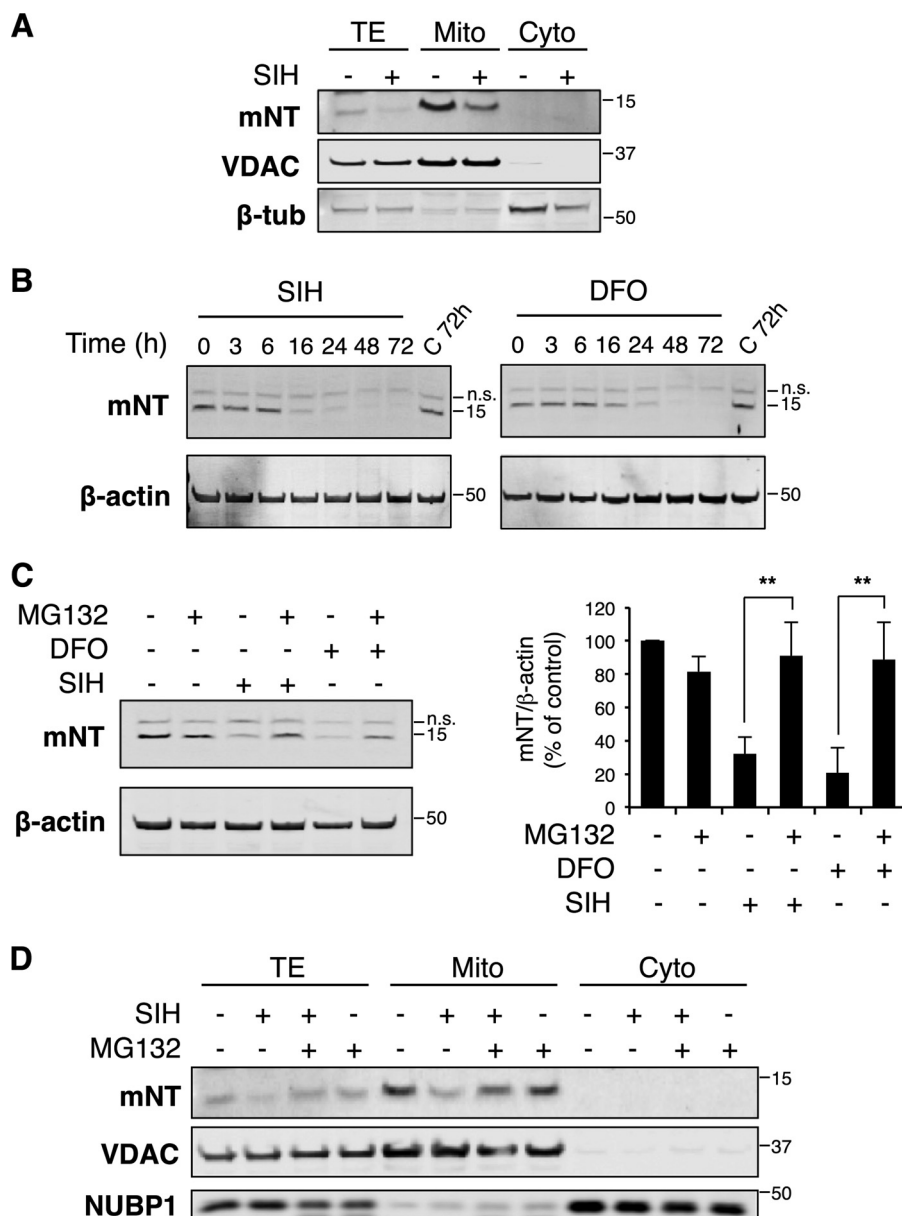 A
TE Mito Cyto
SIH - + - + - +
mNT -15
VDAC -37
β-tub -50
B
SIH DFO
Time (h) 0 3 6 16 24 48 72 C 72h 0 3 6 16 24 48 72 C 72h
mNT -n.s. -n.s.
-15 -15
β-actin -50 -50
C
MG132 - + - + - +
DFO - - - - + +
SIH - - + + - -
mNT -n.s.
-15
β-actin -50
** **
mNT/β-actin
(% of control)
120
100
80
60
40
20
0
MG132 - + - + - +
DFO - - - - + +
SIH - - + + - -
D
TE Mito Cyto
SIH - + + - - + + - - + + -
MG132 - - + + - - + + - - + +
mNT -15
VDAC -37
NUBP1 -50